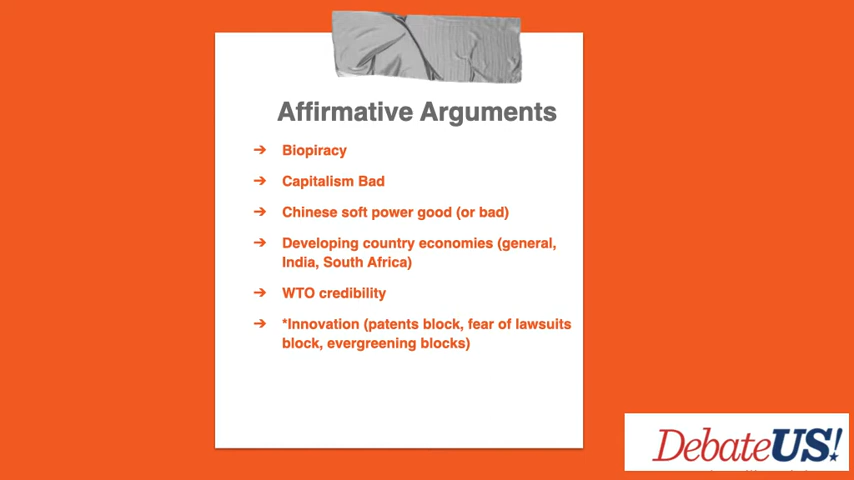 Affirmative Arguments
➔ Biopiracy
➔ Capitalism Bad
➔ Chinese soft power good (or bad)
➔ Developing country economies (general,
India, South Africa)
➔ WTO credibility
➔ *Innovation (patents block, fear of lawsuits
block, evergreening blocks)
DebateUS!